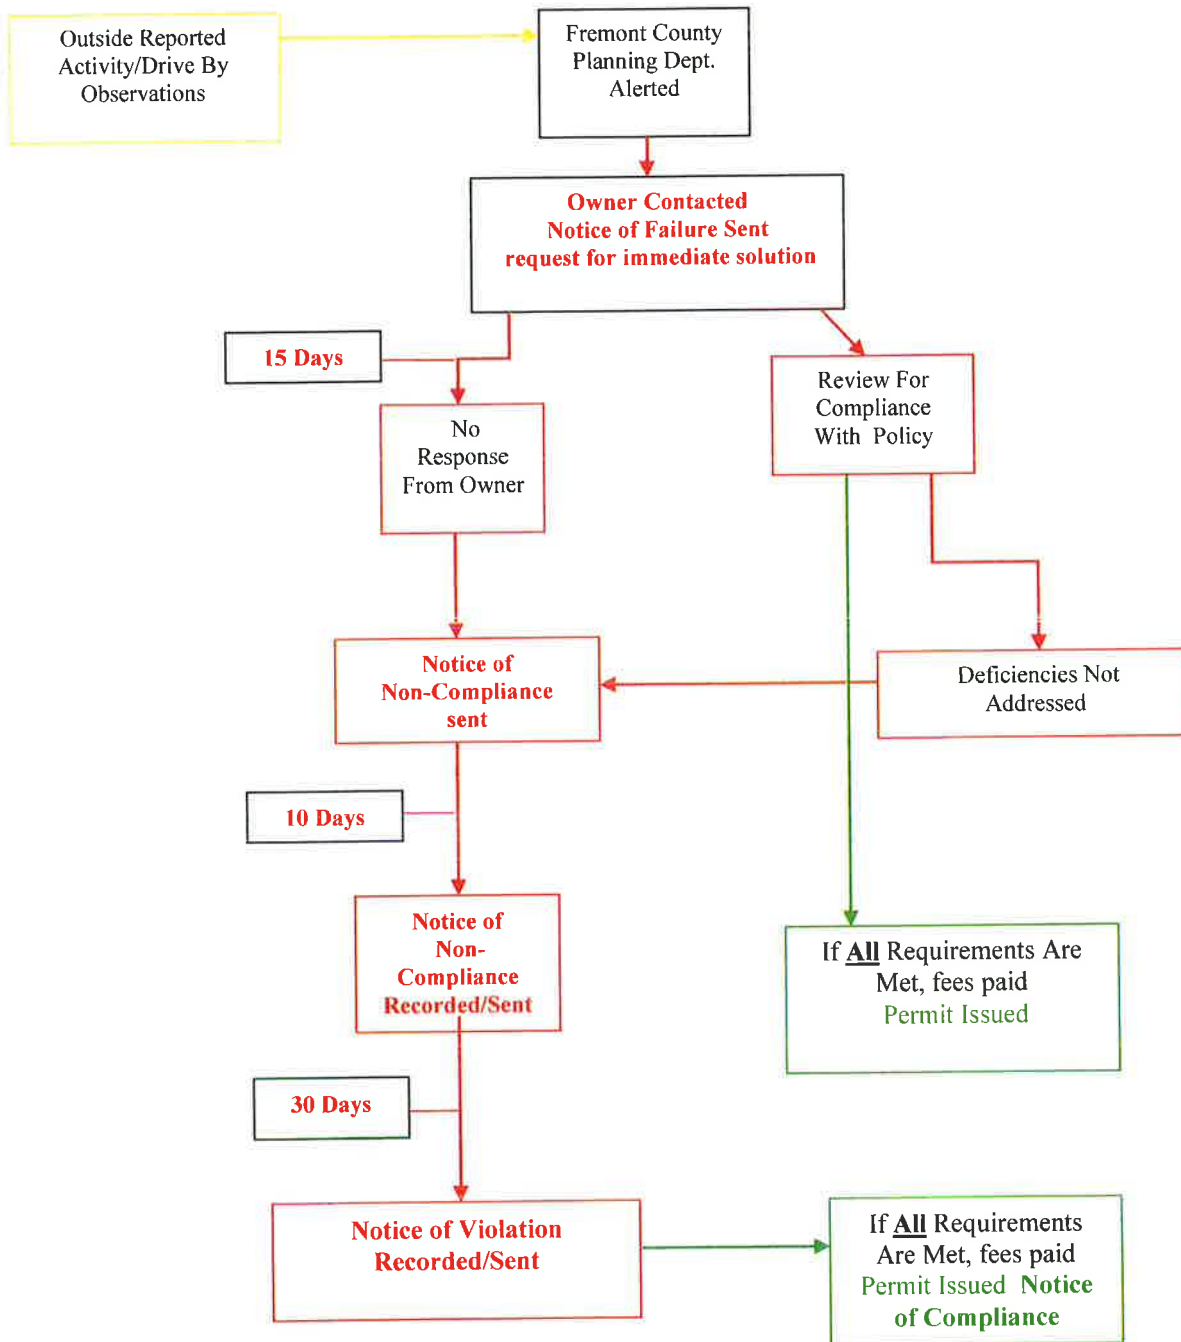 Outside Reported
Activity/Drive By
Observations
Fremont County
Planning Dept.
Alerted
Owner Contacted
Notice of Failure Sent
request for immediate solution
15 Days
No
Response
From Owner
Review For
Compliance
With Policy
Notice of
Non-Compliance
sent
Deficiencies Not
Addressed
10 Days
Notice of
Non-
Compliance
Recorded/Sent
If All Requirements Are
Met, fees paid
Permit Issued
30 Days
Notice of Violation
Recorded/Sent
If All Requirements
Are Met, fees paid
Permit Issued Notice
of Compliance